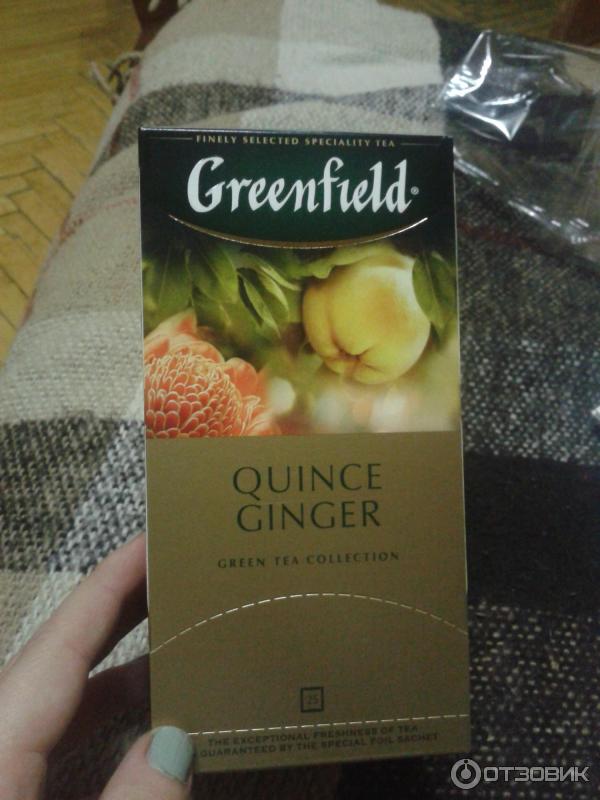 FINELY SELECTED SPECIALITY TEA
Greenfield®
QUINCE
GINGER
GREEN TEA COLLECTION
25
THE EXCEPTIONAL FRESHNESS OF TEA
GUARANTEED BY THE SPECIAL FOIL SACHET
ОТЗОВИК